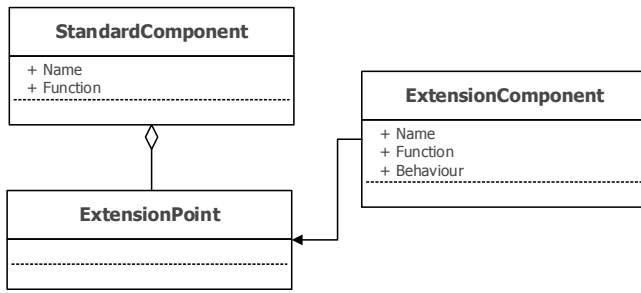 StandardComponent
+ Name
+ Function
ExtensionComponent
+ Name
+ Function
+ Behaviour
ExtensionPoint